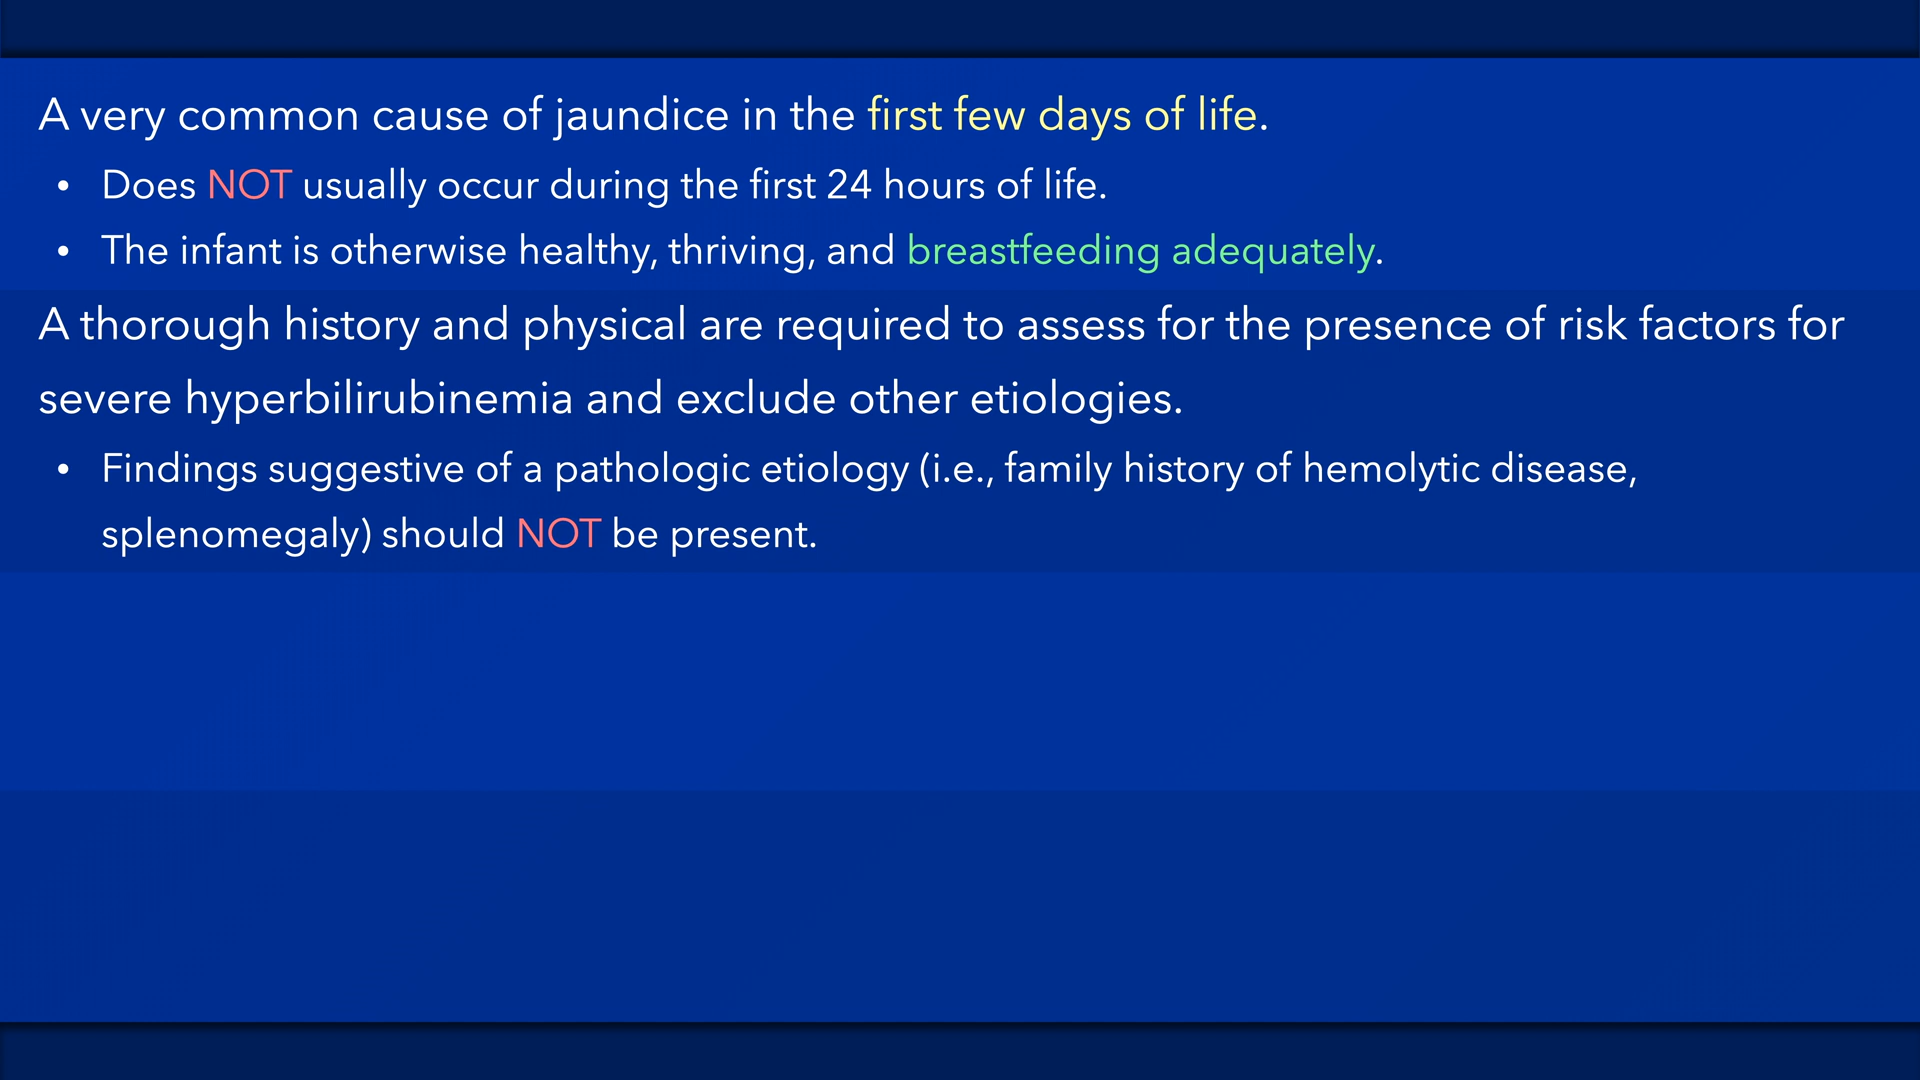 A very common cause of jaundice in the first few days of life.
• Does NOT usually occur during the first 24 hours of life.
• The infant is otherwise healthy, thriving, and breastfeeding adequately.
A thorough history and physical are required to assess for the presence of risk factors for
severe hyperbilirubinemia and exclude other etiologies.
• Findings suggestive of a pathologic etiology (i.e., family history of hemolytic disease,
splenomegaly) should NOT be present.